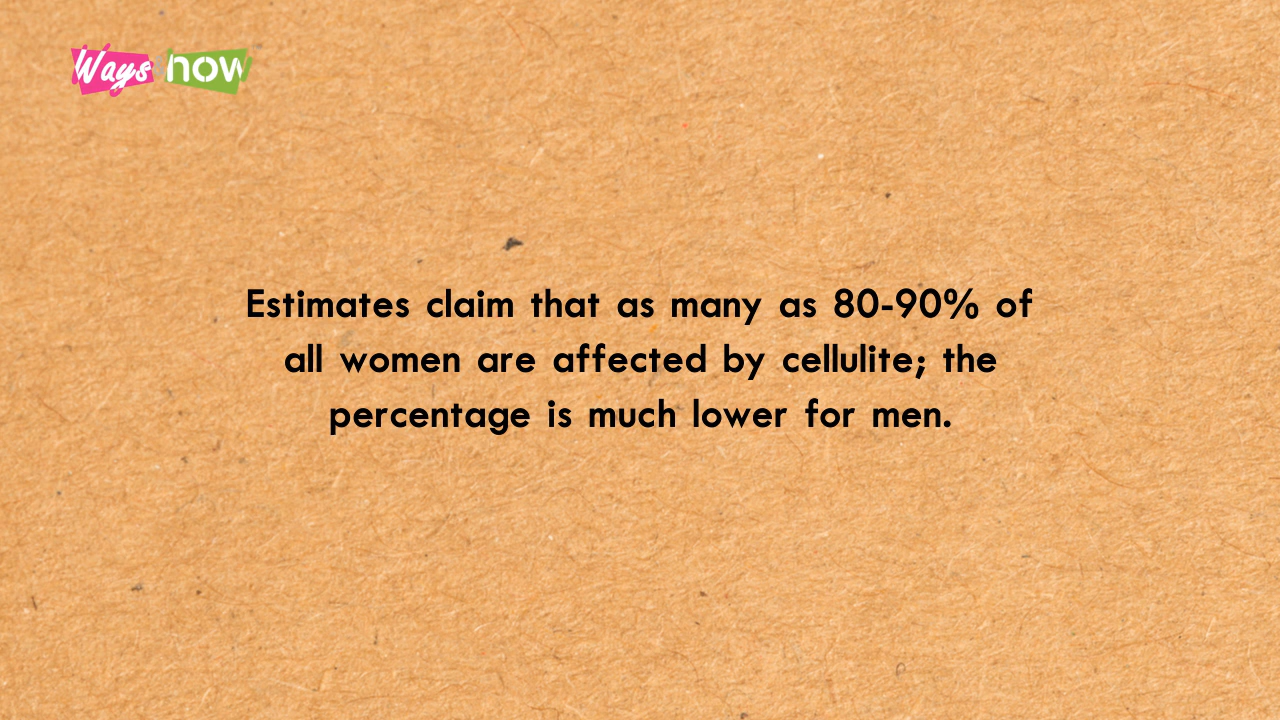 Ways how
Estimates claim that as many as 80-90% of
all women are affected by cellulite; the
percentage is much lower for men.